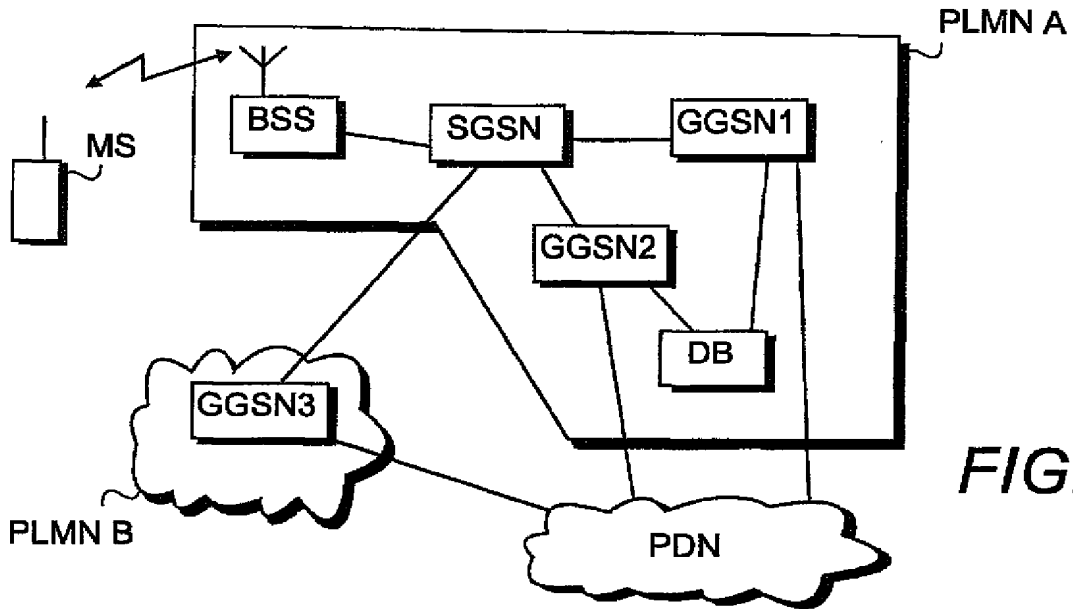 PLMN A
BSS
SGSN
GGSN1
MS
GGSN2
DB
GGSN3
FIG.
PLMN B
PDN